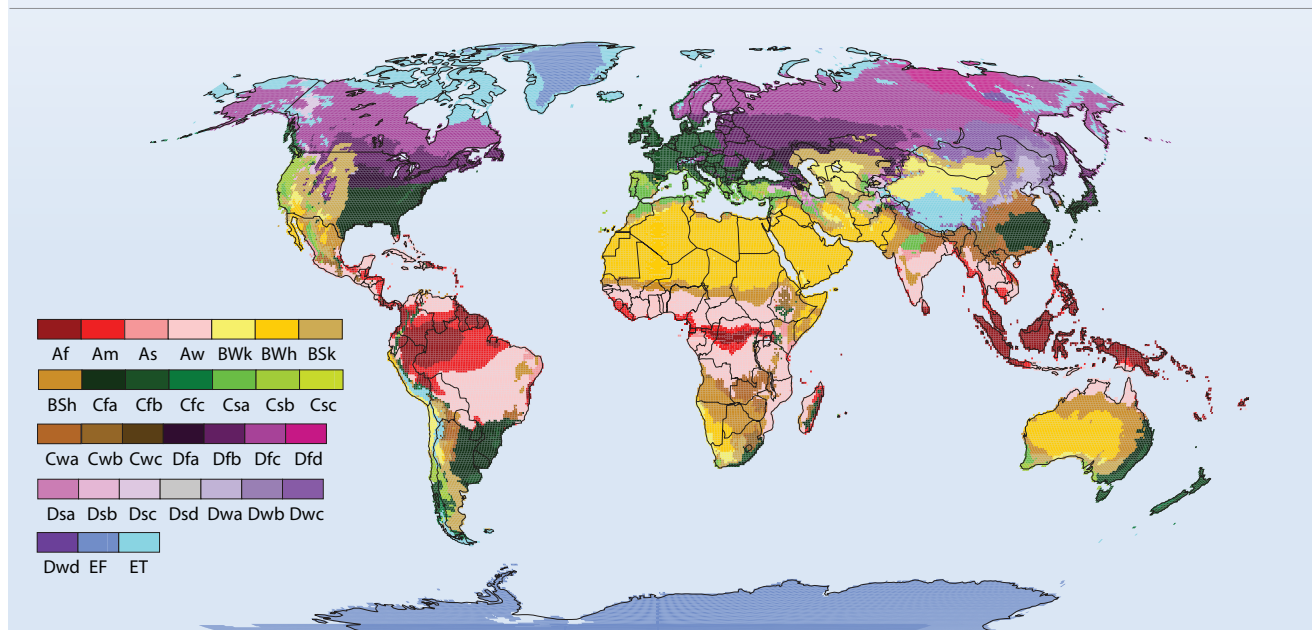 Af Am As Aw BWk BWh BSk
BSh Cfa Cfb Cfc Csa Csb Csc
Cwa Cwb Cwc Dfa Dfb Dfc Dfd
Dsa Dsb Dsc Dsd Dwa Dwb Dwc
Dwd EF ET